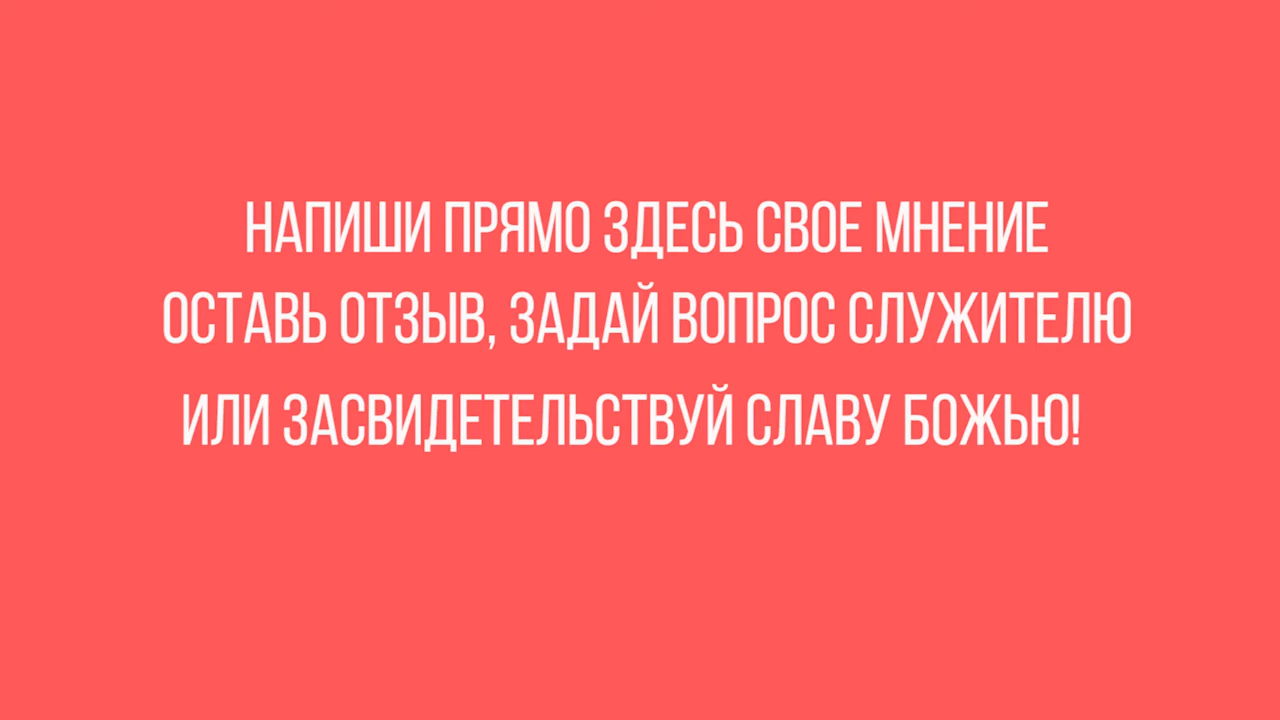 НАПИШИ ПРЯМО ЗДЕСЬ СВОЕ МНЕНИЕ
ОСТАВЬ ОТЗЫВ, ЗАДАЙ ВОПРОС СЛУЖИТЕЛЮ
ИЛИ ЗАСВИДЕТЕЛЬСТВУЙ СЛАВУ БОЖЬЮ!